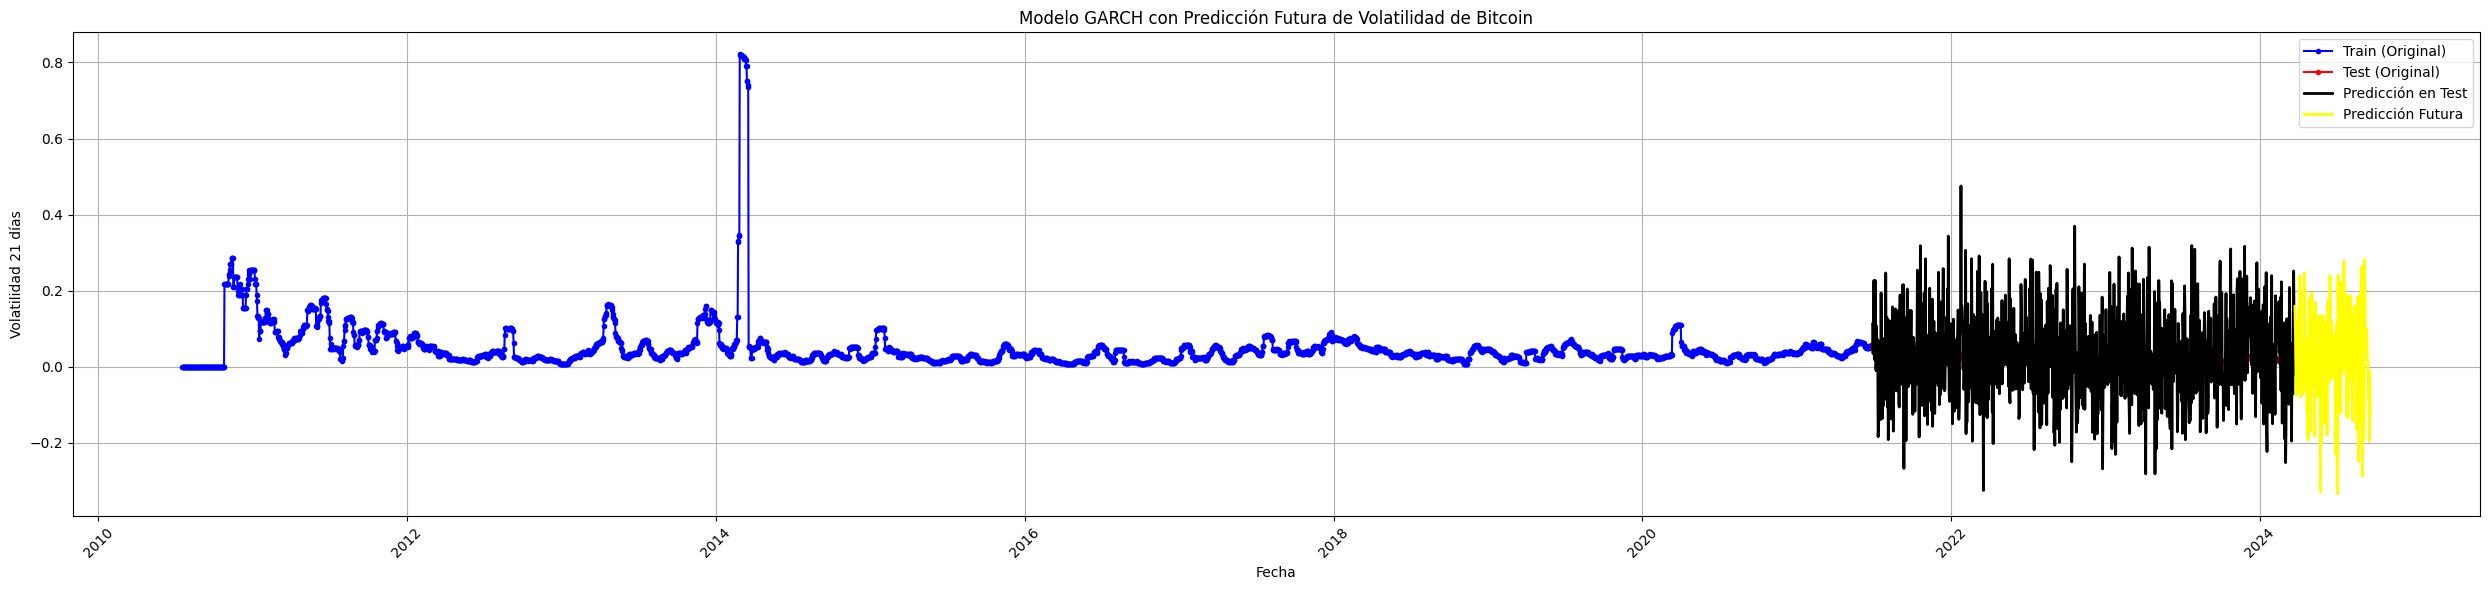 Modelo GARCH con Predicción Futura de Volatilidad de Bitcoin
Train (Original)
Test (Original)
Predicción en Test
Predicción Futura
Volatilidad 21 días
0.8
0.6
0.4
0.2
0.0
−0.2
2010
2012
2014
2016
2018
2020
2022
2024
Fecha